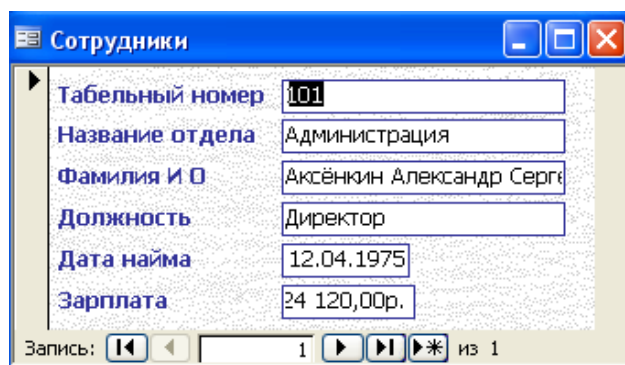 Сотрудники
Табельный номер 101
Название отдела Администрация
Фамилия И О Аксёнкин Александр Серге
Должность Директор
Дата найма 12.04.1975
Зарплата 24 120,00р.
Запись: 1 из 1